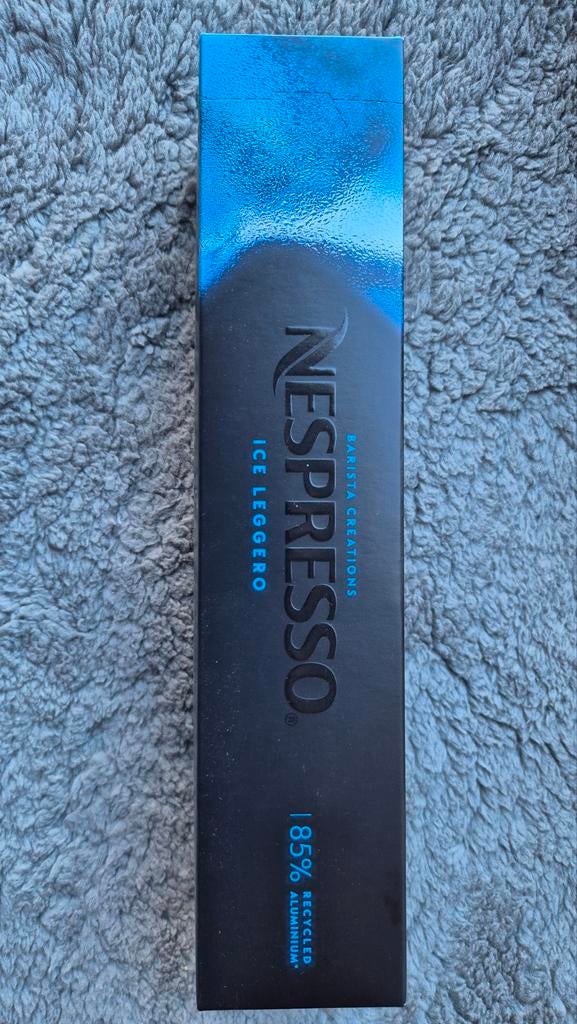 BARISTA CREATIONS
NESPRESSO®
ICE LEGGERO
85% RECYCLED
ALUMINIUM*